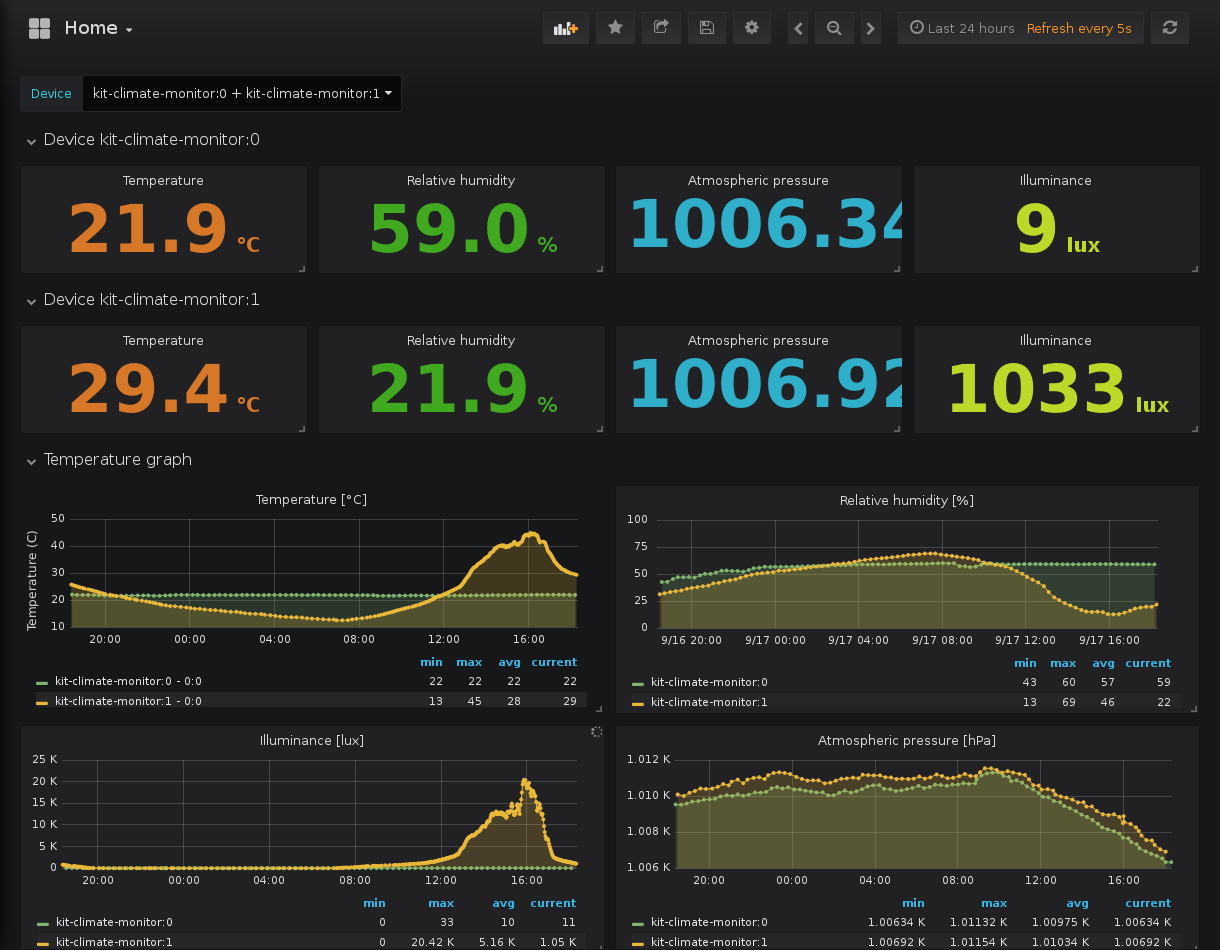 Home
Last 24 hours Refresh every 5s
Device kit-climate-monitor:0 + kit-climate-monitor:1
Device kit-climate-monitor:0
Temperature Relative humidity Atmospheric pressure Illuminance
21.9 °C 59.0 % 1006.34 9 lux
Device kit-climate-monitor:1
Temperature Relative humidity Atmospheric pressure Illuminance
29.4 °C 21.9 % 1006.92 1033 lux
Temperature graph
Temperature [°C]
Temperature (C)
50
40
30
20
10
20:00 00:00 04:00 08:00 12:00 16:00
min max avg current
kit-climate-monitor:0 - 0:0 22 22 22 22
kit-climate-monitor:1 - 0:0 13 45 28 29
Relative humidity [%]
100
75
50
25
0
9/16 20:00 9/17 00:00 9/17 04:00 9/17 08:00 9/17 12:00 9/17 16:00
min max avg current
kit-climate-monitor:0 43 60 57 59
kit-climate-monitor:1 13 69 46 22
Illuminance [lux]
25 K
20 K
15 K
10 K
5 K
0
20:00 00:00 04:00 08:00 12:00 16:00
min max avg current
kit-climate-monitor:0 0 33 10 11
kit-climate-monitor:1 0 20.42 K 5.16 K 1.05 K
Atmospheric pressure [hPa]
1.012 K
1.010 K
1.008 K
1.006 K
20:00 00:00 04:00 08:00 12:00 16:00
min max avg current
kit-climate-monitor:0 1.00634 K 1.01132 K 1.00975 K 1.00634 K
kit-climate-monitor:1 1.00692 K 1.01154 K 1.01034 K 1.00692 K